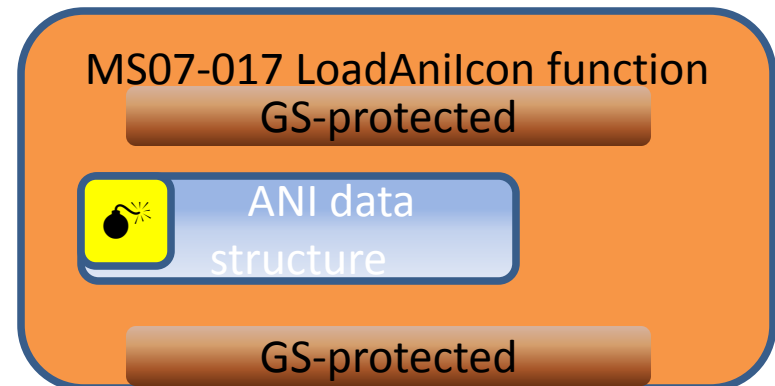 MS07-017 LoadAniIcon function
GS-protected
ANI data
structure
GS-protected